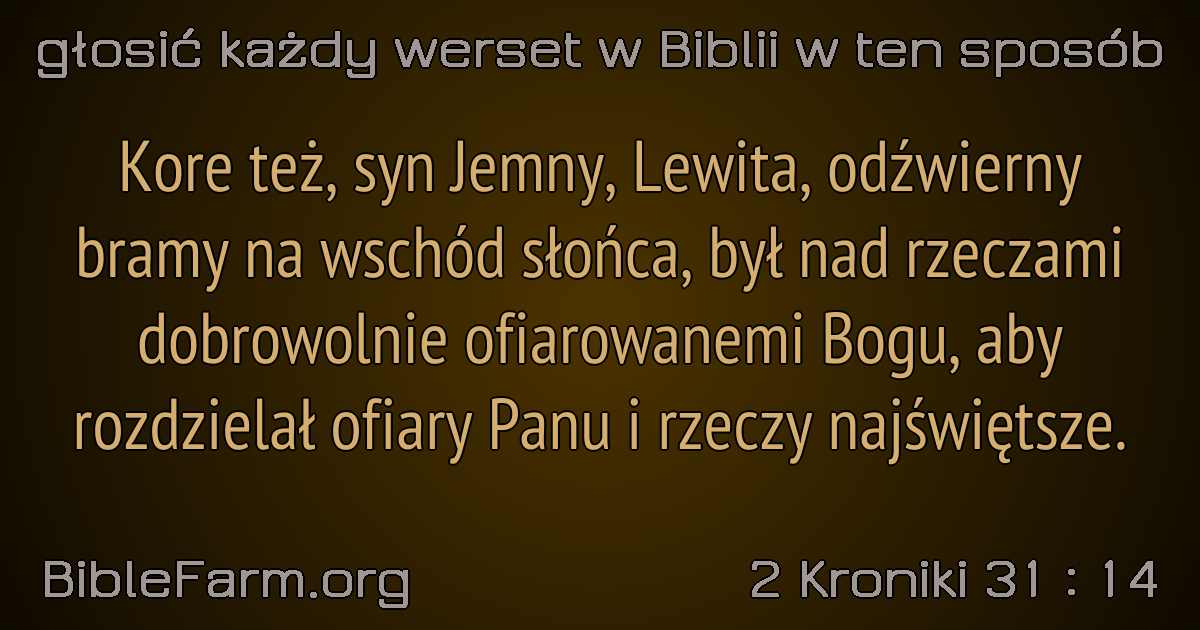 głosić każdy werset w Biblii w ten sposób
Kore też, syn Jemny, Lewita, odźwierny
bramy na wschód słońca, był nad rzeczami
dobrowolnie ofiarowanemi Bogu, aby
rozdzielał ofiary Panu i rzeczy najświętsze.
BibleFarm.org
2 Kroniki 31 : 14